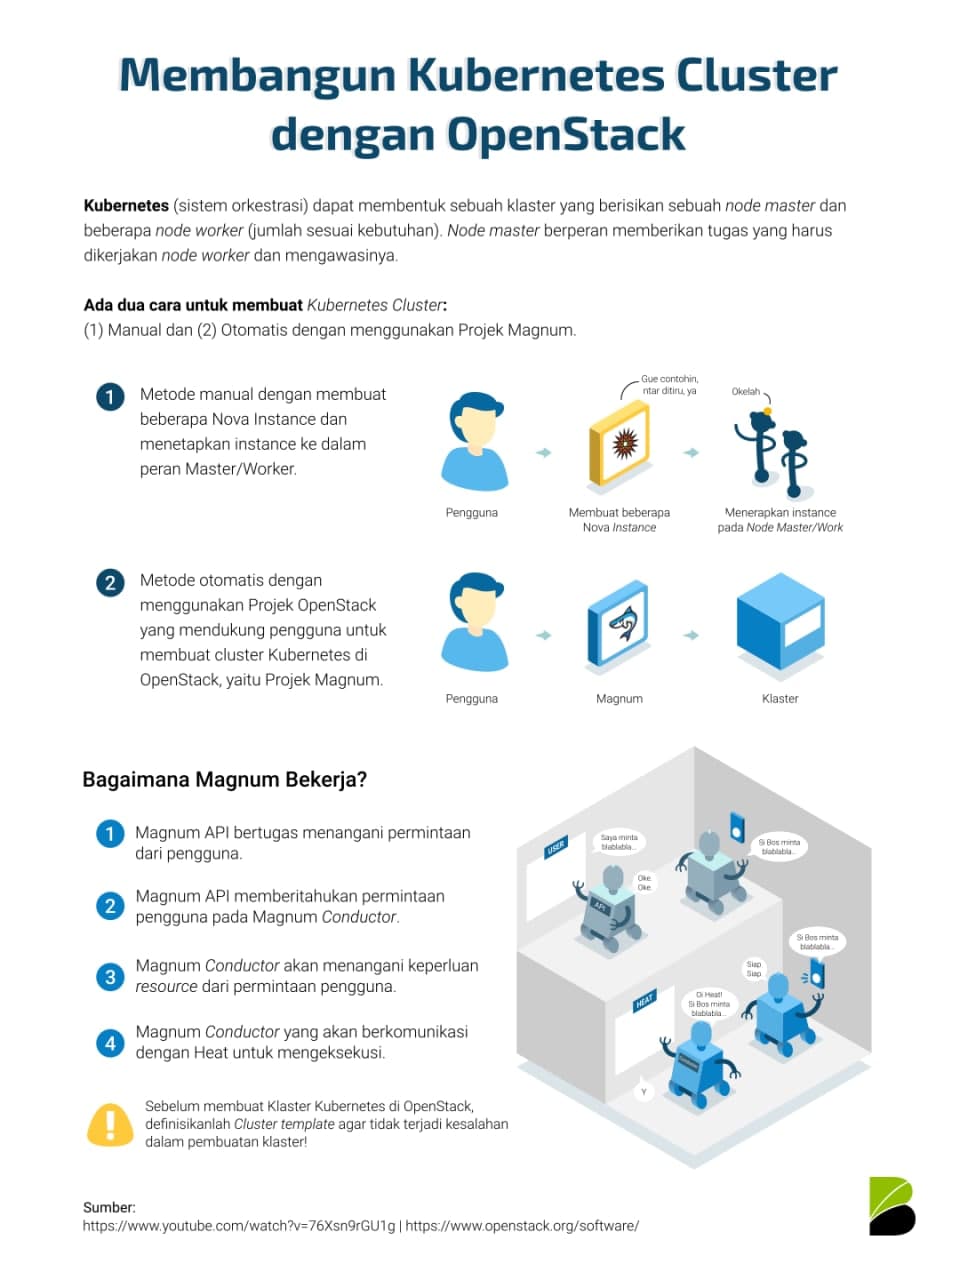 Membangun Kubernetes Cluster
dengan OpenStack
Kubernetes (sistem orkestrasi) dapat membentuk sebuah klaster yang berisikan sebuah node master dan
beberapa node worker (jumlah sesuai kebutuhan). Node master berperan memberikan tugas yang harus
dikerjakan node worker dan mengawasinya.
Ada dua cara untuk membuat Kubernetes Cluster:
(1) Manual dan (2) Otomatis dengan menggunakan Projek Magnum.
1
Metode manual dengan membuat
beberapa Nova Instance dan
menetapkan instance ke dalam
peran Master/Worker.
Gue contohin,
ntar ditiru, ya
Okelah
Pengguna
Membuat beberapa
Nova Instance
Menerapkan instance
pada Node Master/Work
2
Metode otomatis dengan
menggunakan Projek OpenStack
yang mendukung pengguna untuk
membuat cluster Kubernetes di
OpenStack, yaitu Projek Magnum.
Pengguna
Magnum
Klaster
Bagaimana Magnum Bekerja?
1
Magnum API bertugas menangani permintaan
dari pengguna.
2
Magnum API memberitahukan permintaan
pengguna pada Magnum Conductor.
3
Magnum Conductor akan menangani keperluan
resource dari permintaan pengguna.
4
Magnum Conductor yang akan berkomunikasi
dengan Heat untuk mengeksekusi.
USER
Saya minta
blablabla...
Oke.
Oke.
API
Si Bos minta
blablabla...
Si Bos minta
blablabla...
Siap.
Siap.
HEAT
Oi Heat!
Si Bos minta
blablabla...
Y
Sebelum membuat Klaster Kubernetes di OpenStack,
definisikanlah Cluster template agar tidak terjadi kesalahan
dalam pembuatan klaster!
Sumber:
https://www.youtube.com/watch?v=76Xsn9rGU1g | https://www.openstack.org/software/